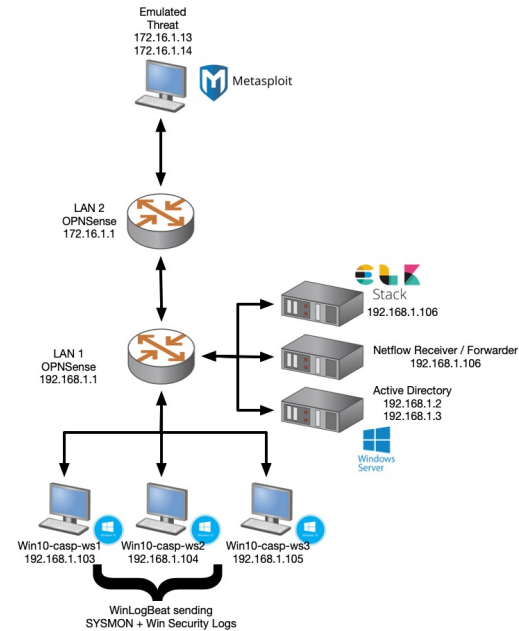 Emulated
Threat
172.16.1.13
172.16.1.14
Metasploit
LAN 2
OPNSense
172.16.1.1
Stack
192.168.1.106
LAN 1
OPNSense
192.168.1.1
Netflow Receiver / Forwarder
192.168.1.106
Active Directory
192.168.1.2
192.168.1.3
Windows
Server
Win10-casp-ws1
192.168.1.103
Win10-casp-ws2
192.168.1.104
Win10-casp-ws3
192.168.1.105
WinLogBeat sending
SYSMON + Win Security Logs